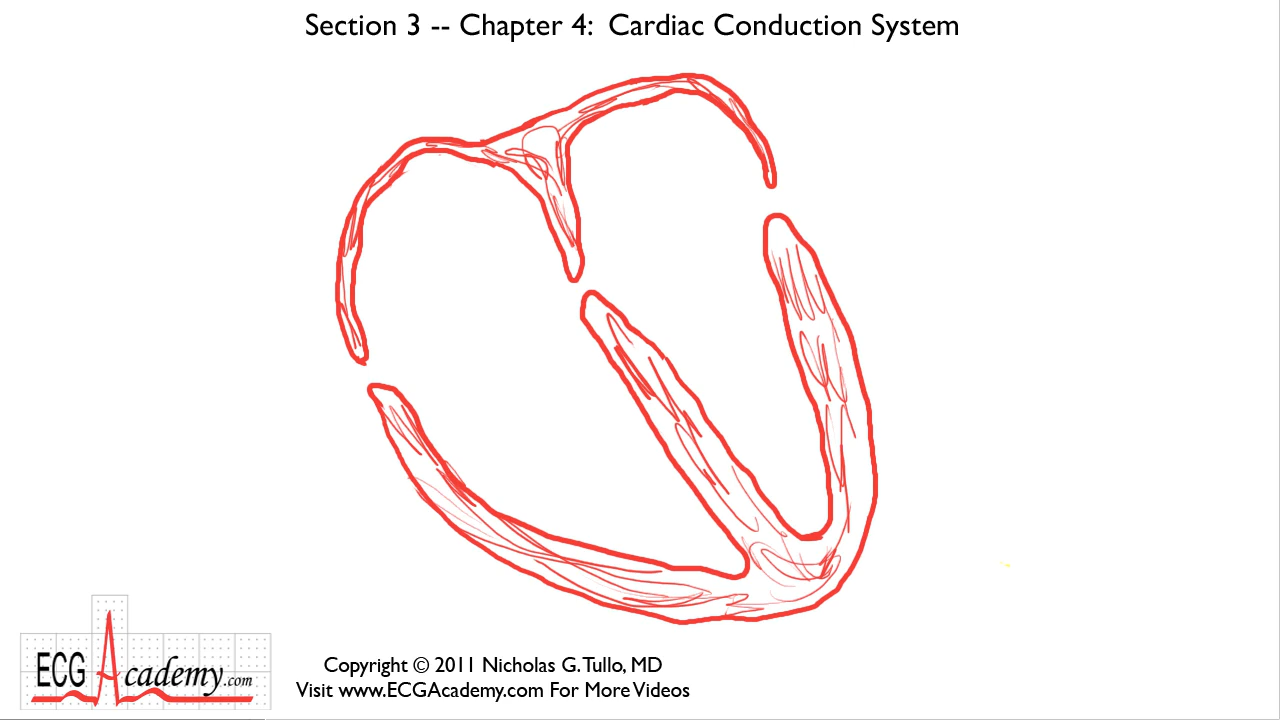 Section 3 -- Chapter 4: Cardiac Conduction System
ECG Academy.com
Copyright © 2011 Nicholas G. Tullo, MD
Visit www.ECGAcademy.com For More Videos